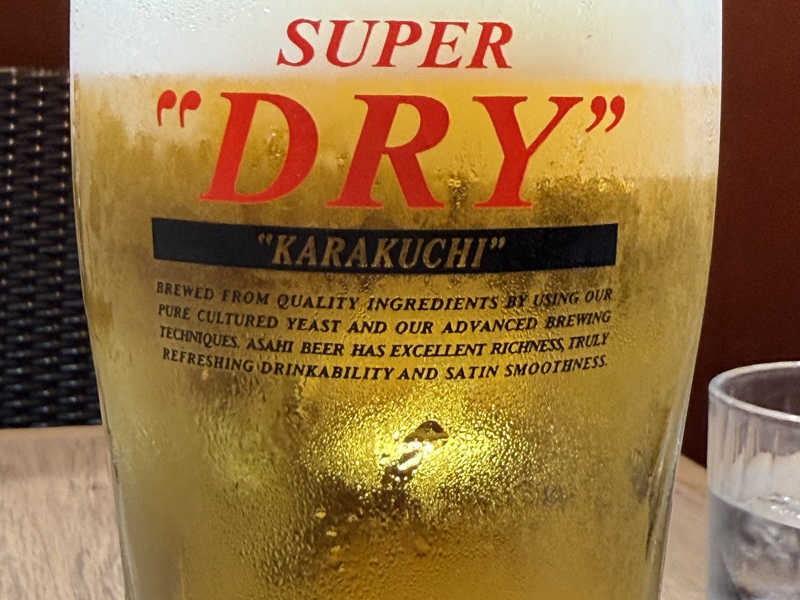 SUPER
"DRY"
"KARAKUCHI"
BREWED FROM QUALITY INGREDIENTS BY USING OUR
PURE CULTURED YEAST AND OUR ADVANCED BREWING
TECHNIQUES. ASAHI BEER HAS EXCELLENT RICHNESS, TRULY
REFRESHING DRINKABILITY AND SATIN SMOOTHNESS.